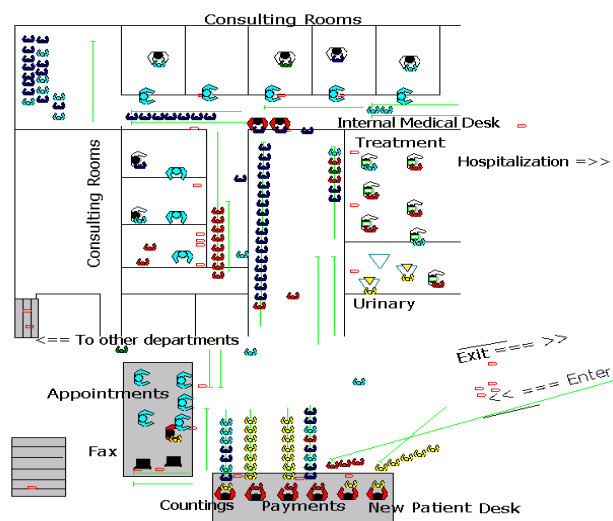 Consulting Rooms
Internal Medical Desk
Treatment
Hospitalization =>>
Consulting Rooms
Urinary
<== To other departments
Exit === >>
<< === Enter
Appointments
Fax
Countings
Payments
New Patient Desk